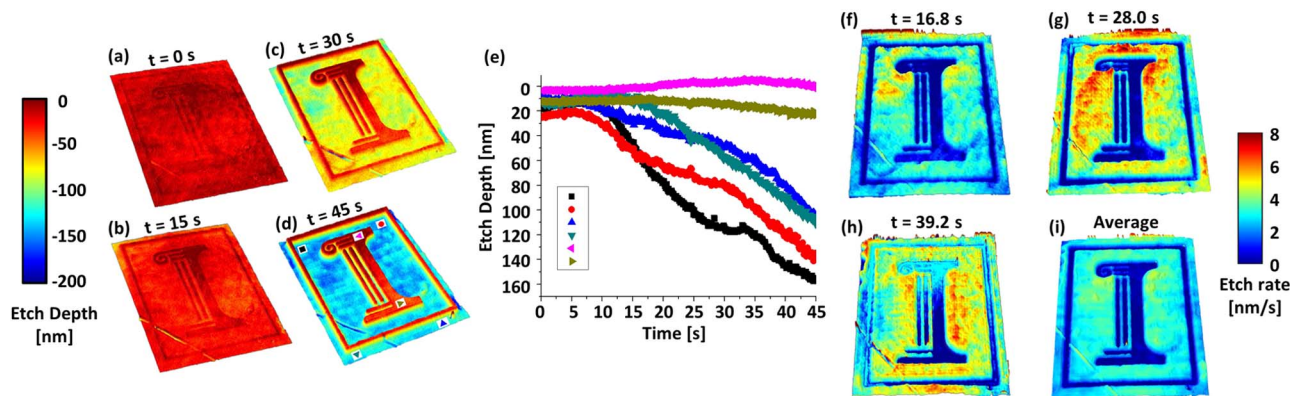 (a) t = 0 s
(b) t = 15 s
(c) t = 30 s
(d) t = 45 s
0
-50
-100
-150
-200
Etch Depth
[nm]
(e)
0
20
40
60
80
100
120
140
160
Etch Depth [nm]
0 5 10 15 20 25 30 35 40 45
Time [s]
(f) t = 16.8 s
(g) t = 28.0 s
(h) t = 39.2 s
(i) Average
8
6
4
2
0
Etch rate
[nm/s]